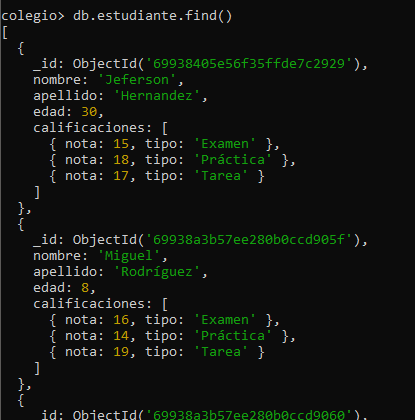 colegio> db.estudiante.find()
[
  {
    _id: ObjectId('69938405e56f35ffde7c2929'),
    nombre: 'Jeferson',
    apellido: 'Hernandez',
    edad: 30,
    calificaciones: [
      { nota: 15, tipo: 'Examen' },
      { nota: 18, tipo: 'Práctica' },
      { nota: 17, tipo: 'Tarea' }
    ]
  },
  {
    _id: ObjectId('69938a3b57ee280b0ccd905f'),
    nombre: 'Miguel',
    apellido: 'Rodríguez',
    edad: 8,
    calificaciones: [
      { nota: 16, tipo: 'Examen' },
      { nota: 14, tipo: 'Práctica' },
      { nota: 19, tipo: 'Tarea' }
    ]
  },
  {
    _id: ObjectId('69938a3b57ee280b0ccd9060'),